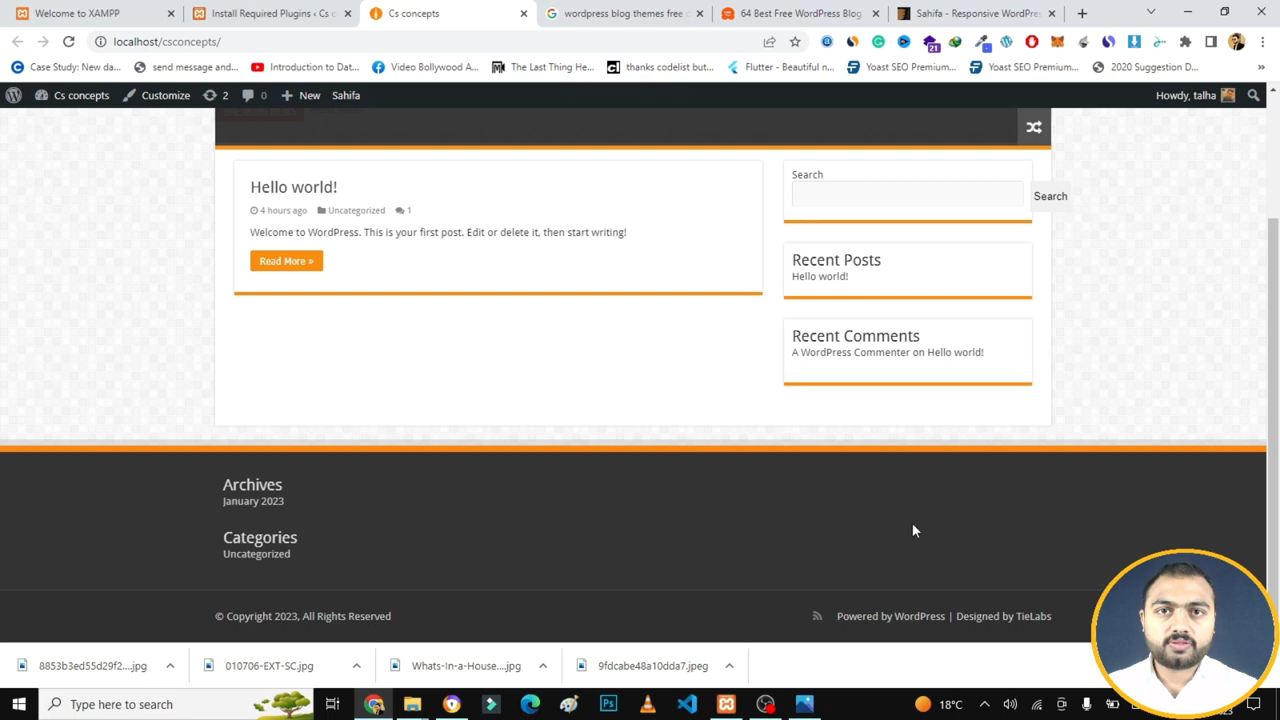 Welcome to XAMPP
Install Required Plugins ‹ Cs c
Cs concepts
wordpress blog themes free c
64 Best Free WordPress Blog
Sahifa - Responsive WordPre
localhost/csconcepts/
21
Case Study: New da...
send message and...
Introduction to Dat...
Video Bollywood A...
The Last Thing He...
thanks codelist but...
Flutter - Beautiful n...
Yoast SEO Premium...
Yoast SEO Premium...
2020 Suggestion D...
»
Cs concepts
Customize
2
0
New
Sahifa
Howdy, talha
Hello world!
4 hours ago
Uncategorized
1
Welcome to WordPress. This is your first post. Edit or delete it, then start writing!
Read More »
Search
Search
Recent Posts
Hello world!
Recent Comments
A WordPress Commenter on Hello world!
Archives
January 2023
Categories
Uncategorized
© Copyright 2023, All Rights Reserved
Powered by WordPress | Designed by TieLabs
8853b3ed55d29f2....jpg
010706-EXT-SC.jpg
Whats-In-a-House....jpg
9fdcabe48a10dda7.jpeg
Type here to search
Ps
18°C